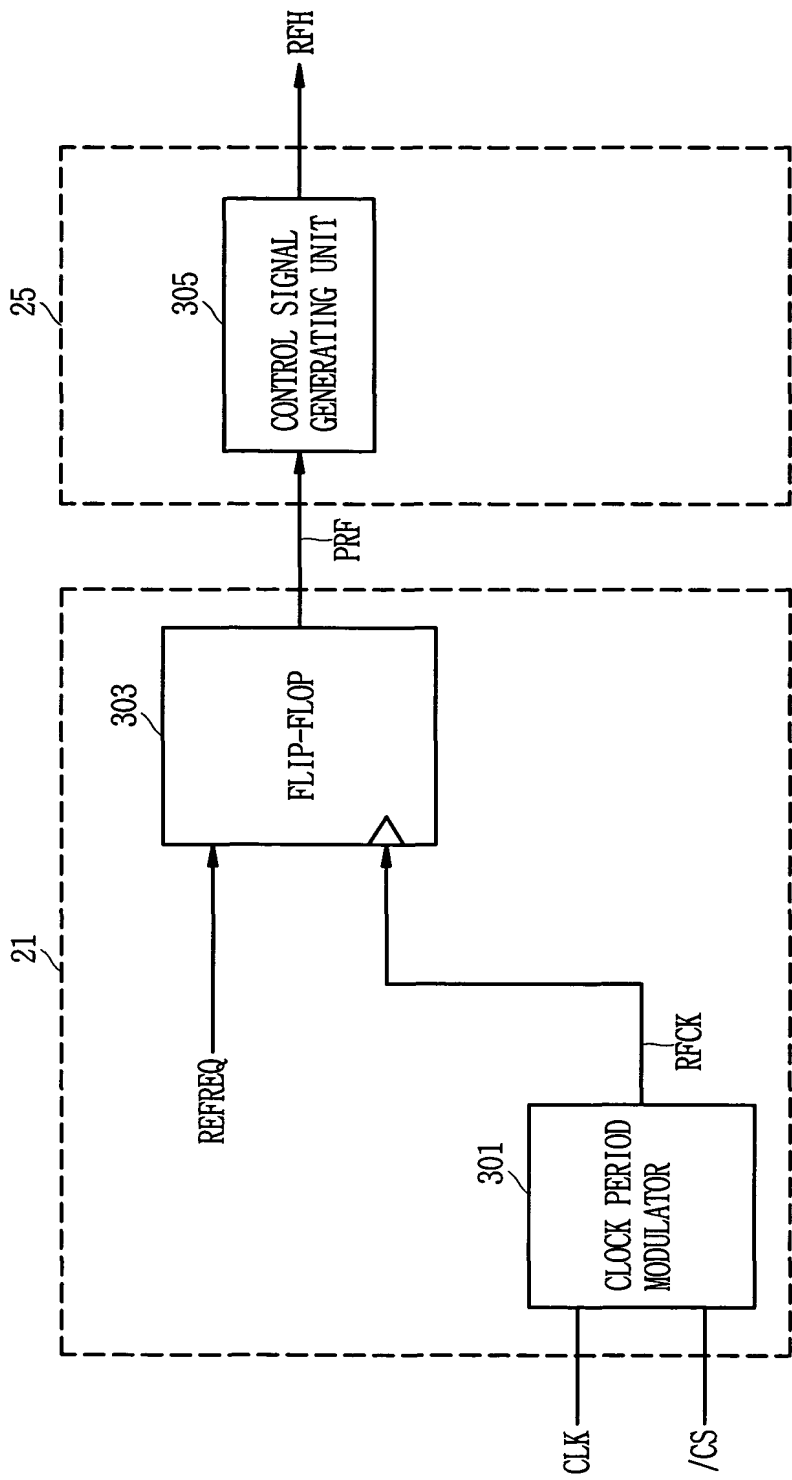 21
25
303
305
REFREQ
FLIP-FLOP
PRF
CONTROL SIGNAL
GENERATING UNIT
RFH
301
CLK
/CS
CLOCK PERIOD
MODULATOR
RFCK